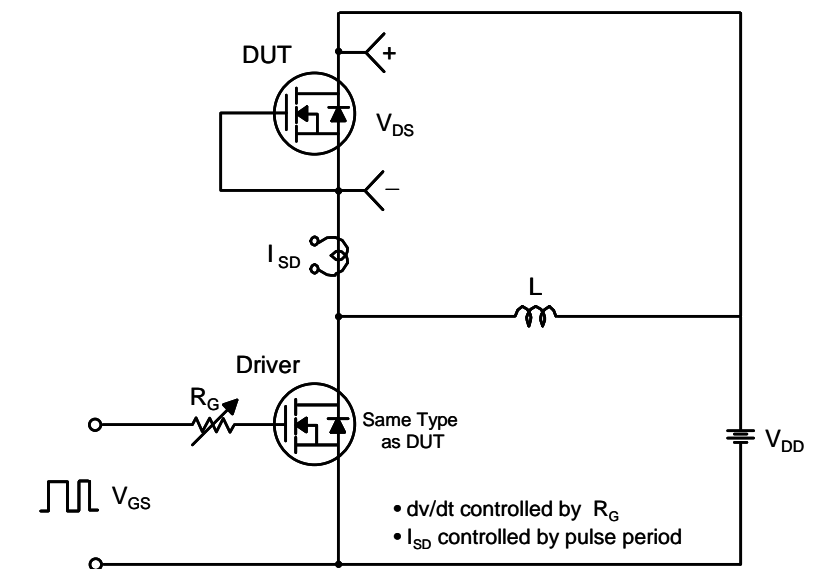 DUT
+
V_DS
–
I_SD
L
Driver
R_G
Same Type
as DUT
V_DD
V_GS
• dv/dt controlled by R_G
• I_SD controlled by pulse period